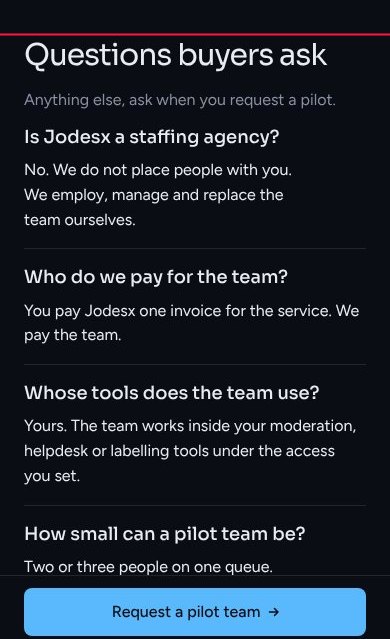 Questions buyers ask
Anything else, ask when you request a pilot.
Is Jodesx a staffing agency?
No. We do not place people with you.
We employ, manage and replace the
team ourselves.
Who do we pay for the team?
You pay Jodesx one invoice for the service. We
pay the team.
Whose tools does the team use?
Yours. The team works inside your moderation,
helpdesk or labelling tools under the access
you set.
How small can a pilot team be?
Two or three people on one queue.
Request a pilot team →